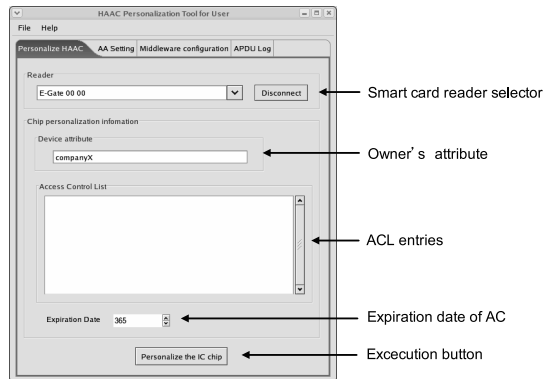 HAAC Personalization Tool for User
File Help
Personalize HAAC AA Setting Middleware configuration APDU Log
Reader
E-Gate 00 00 Disconnect Smart card reader selector
Chip personalization infomation
Device attribute
companyX Owner's attribute
Access Control List
ACL entries
Expiration Date 365 Expiration date of AC
Personalize the IC chip Excecution button